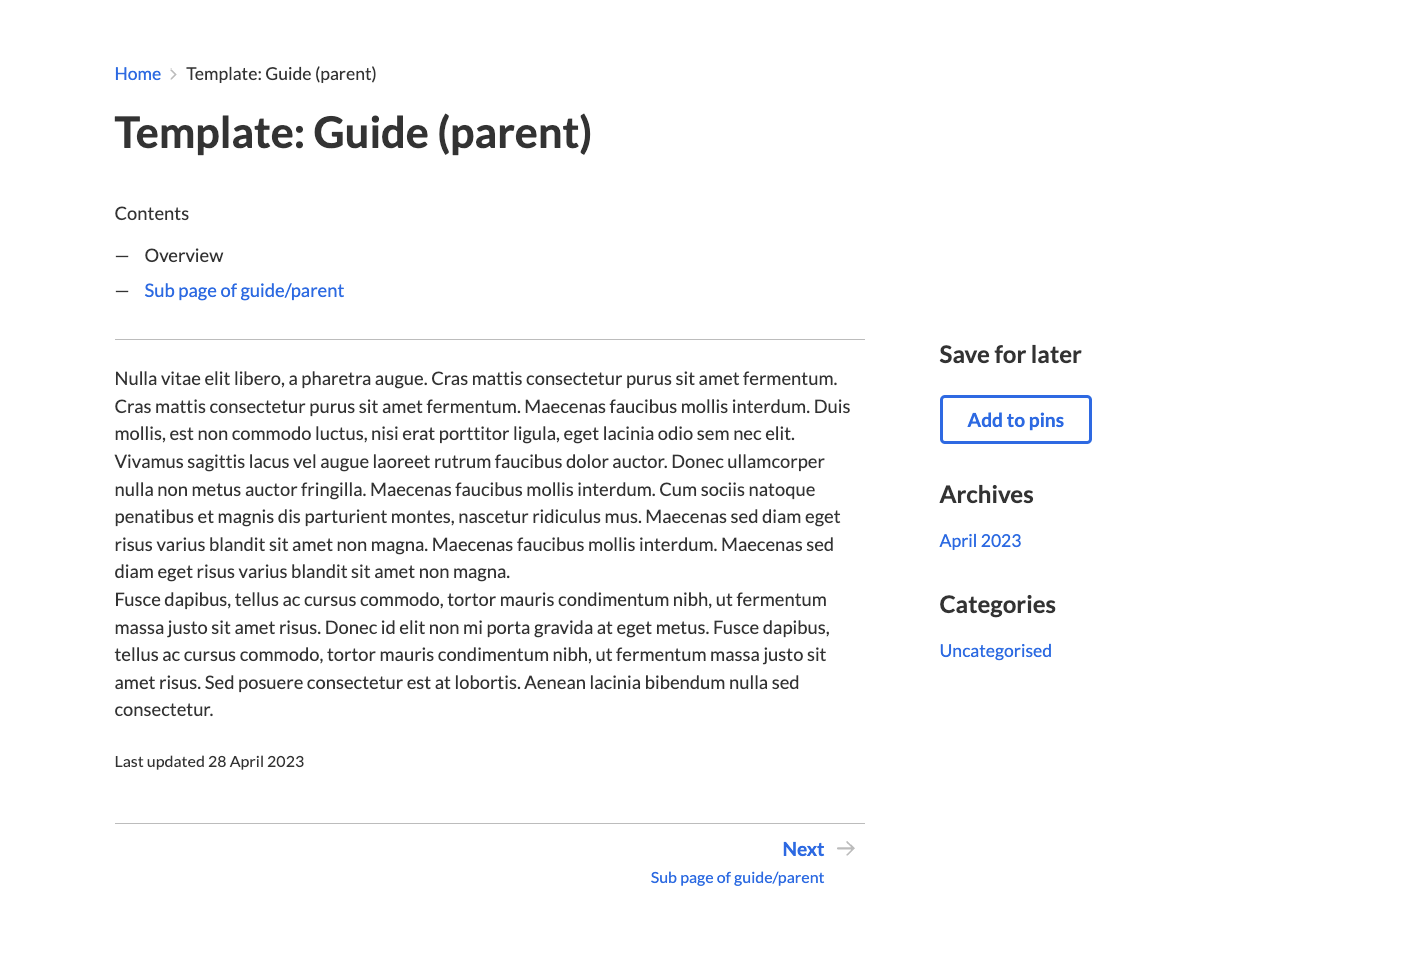 Home > Template: Guide (parent)
Template: Guide (parent)
Contents
— Overview
— Sub page of guide/parent
Nulla vitae elit libero, a pharetra augue. Cras mattis consectetur purus sit amet fermentum.
Cras mattis consectetur purus sit amet fermentum. Maecenas faucibus mollis interdum. Duis
mollis, est non commodo luctus, nisi erat porttitor ligula, eget lacinia odio sem nec elit.
Vivamus sagittis lacus vel augue laoreet rutrum faucibus dolor auctor. Donec ullamcorper
nulla non metus auctor fringilla. Maecenas faucibus mollis interdum. Cum sociis natoque
penatibus et magnis dis parturient montes, nascetur ridiculus mus. Maecenas sed diam eget
risus varius blandit sit amet non magna. Maecenas faucibus mollis interdum. Maecenas sed
diam eget risus varius blandit sit amet non magna.
Fusce dapibus, tellus ac cursus commodo, tortor mauris condimentum nibh, ut fermentum
massa justo sit amet risus. Donec id elit non mi porta gravida at eget metus. Fusce dapibus,
tellus ac cursus commodo, tortor mauris condimentum nibh, ut fermentum massa justo sit
amet risus. Sed posuere consectetur est at lobortis. Aenean lacinia bibendum nulla sed
consectetur.
Last updated 28 April 2023
Next →
Sub page of guide/parent
Save for later
Add to pins
Archives
April 2023
Categories
Uncategorised